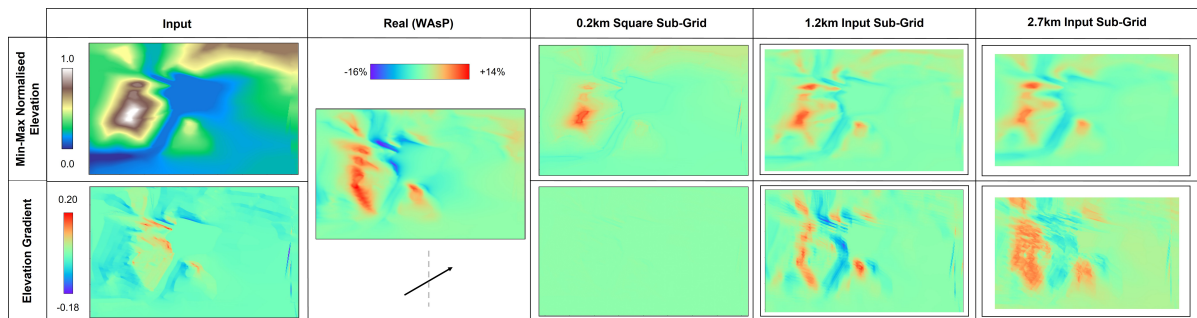 Input
Real (WAsP)
0.2km Square Sub-Grid
1.2km Input Sub-Grid
2.7km Input Sub-Grid
Min-Max Normalised
Elevation
1.0
0.0
-16%
+14%
Elevation Gradient
0.20
-0.18